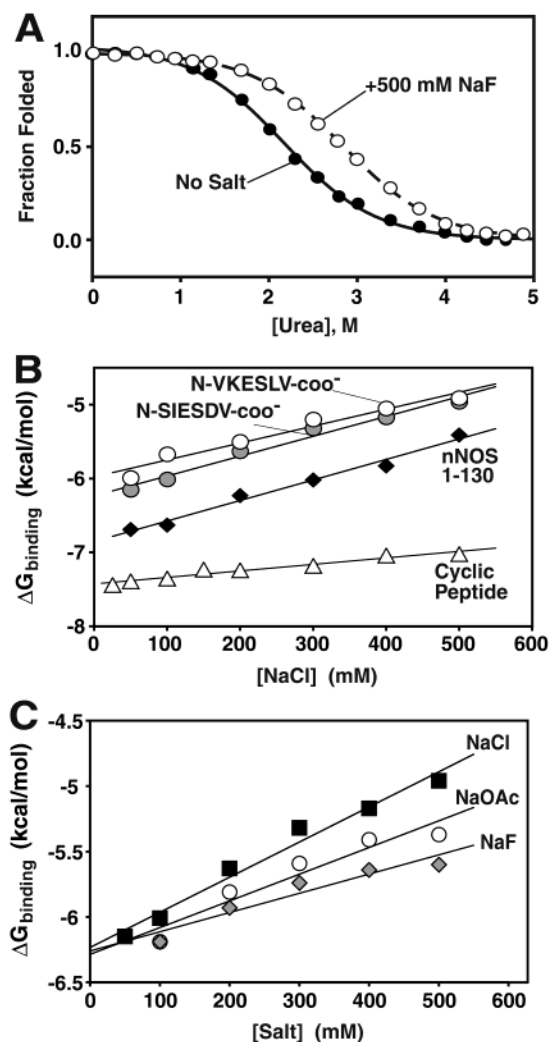 A
Fraction Folded
1.0
0.5
0.0
+500 mM NaF
No Salt
0 1 2 3 4 5
[Urea], M
B
ΔGbinding (kcal/mol)
-5
-6
-7
-8
N-VKESLV-coo⁻
N-SIESDV-coo⁻
nNOS
1-130
Cyclic
Peptide
0 100 200 300 400 500
[NaCl] (mM)
C
ΔGbinding (kcal/mol)
-4.5
-5
-5.5
-6
-6.5
NaCl
NaOAc
NaF
0 100 200 300 400 500 600
[Salt] (mM)